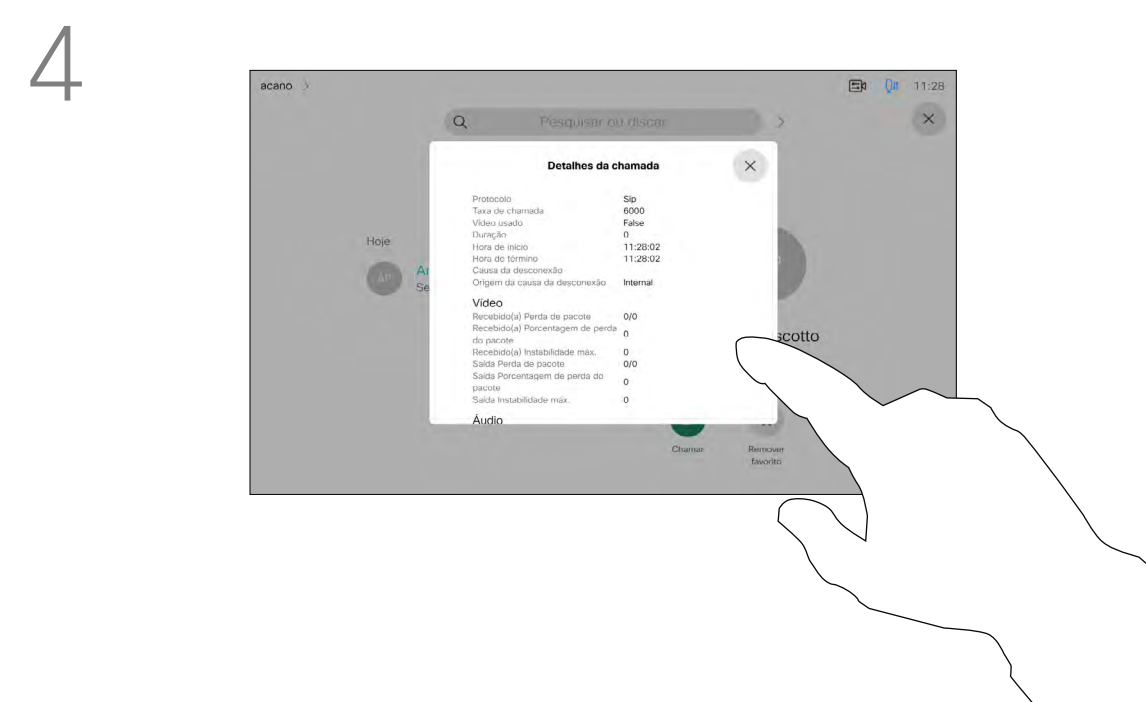 4
acano
11:28
Pesquisar ou discar
Detalhes da chamada
Protocolo Sip
Taxa de chamada 6000
Vídeo usado False
Duração 0
Hora de início 11:28:02
Hora do término 11:28:02
Causa da desconexão
Origem da causa da desconexão Internal
Hoje
Vídeo
Recebido(a) Perda de pacote 0/0
Recebido(a) Porcentagem de perda
do pacote 0
Recebido(a) Instabilidade máx. 0
Saída Perda de pacote 0/0
Saída Porcentagem de perda do
pacote 0
Saída Instabilidade máx. 0
Áudio
scotto
Chamar
Remover
favorito